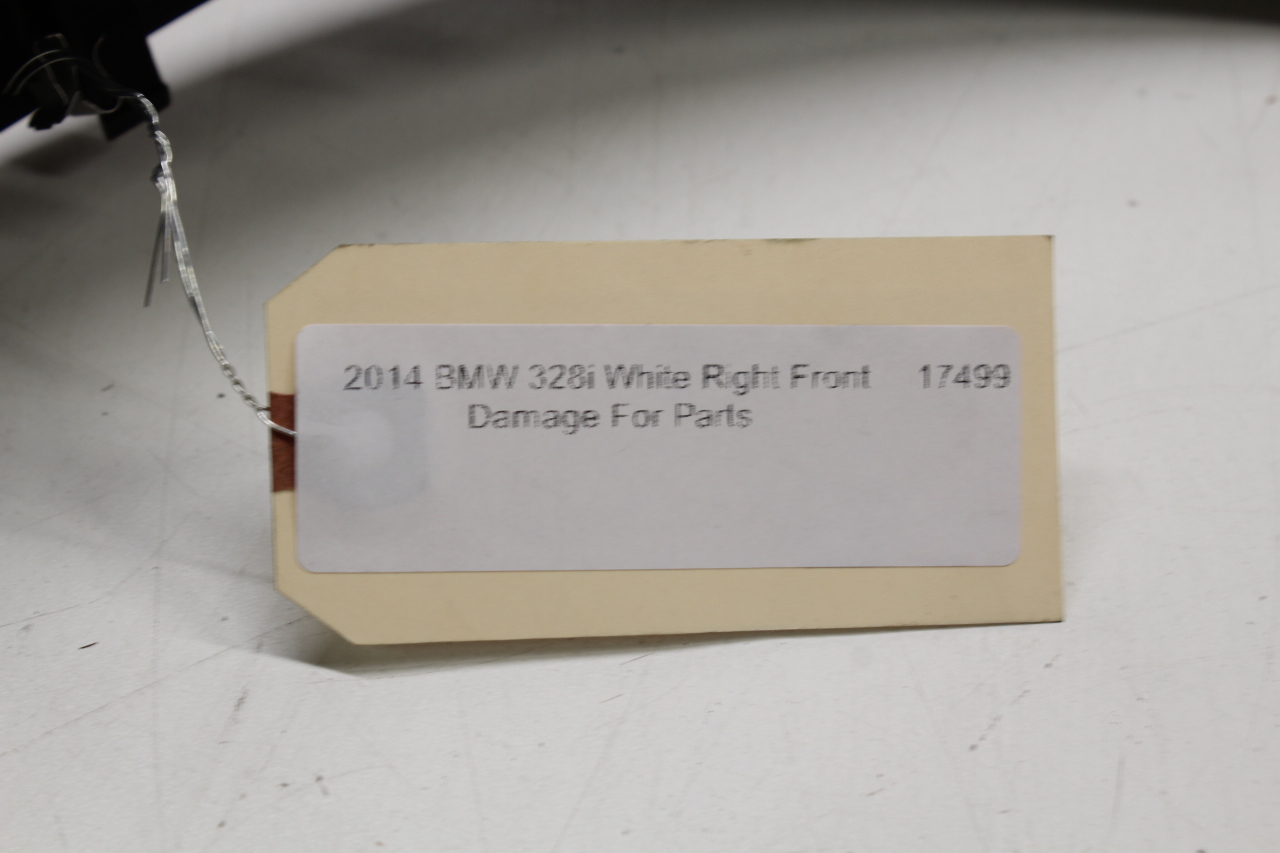 2014 BMW 328i White Right Front 17499
Damage For Parts